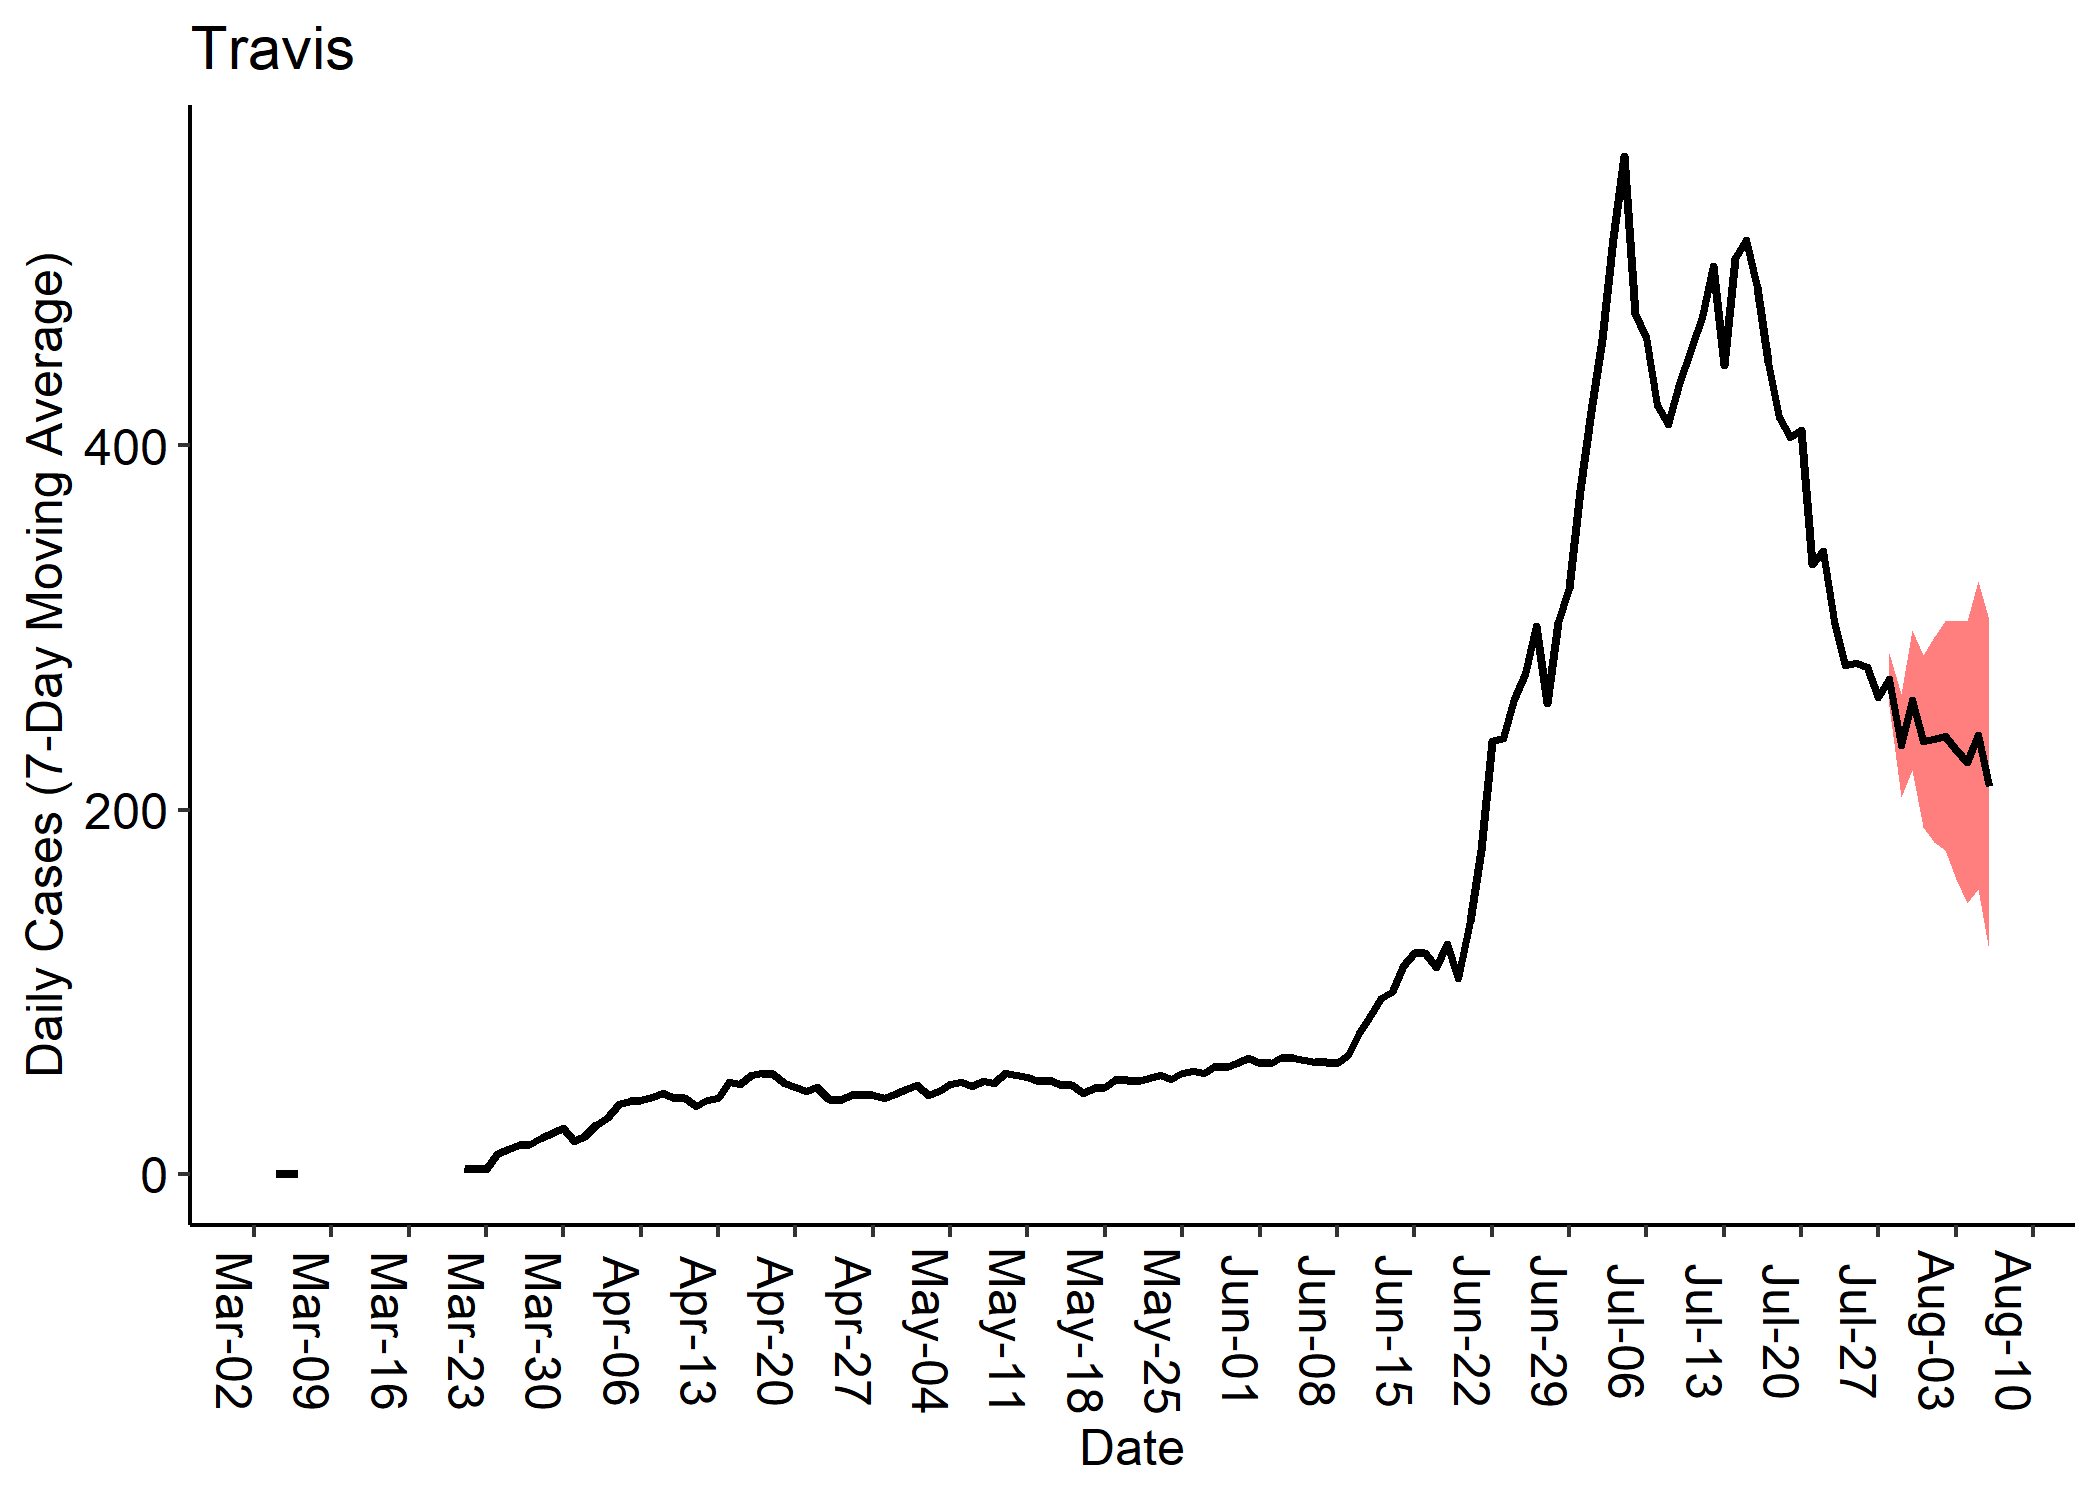 Travis
Daily Cases (7-Day Moving Average)
400
200
0
Mar-02
Mar-09
Mar-16
Mar-23
Mar-30
Apr-06
Apr-13
Apr-20
Apr-27
May-04
May-11
May-18
May-25
Jun-01
Jun-08
Jun-15
Jun-22
Jun-29
Jul-06
Jul-13
Jul-20
Jul-27
Aug-03
Aug-10
Date